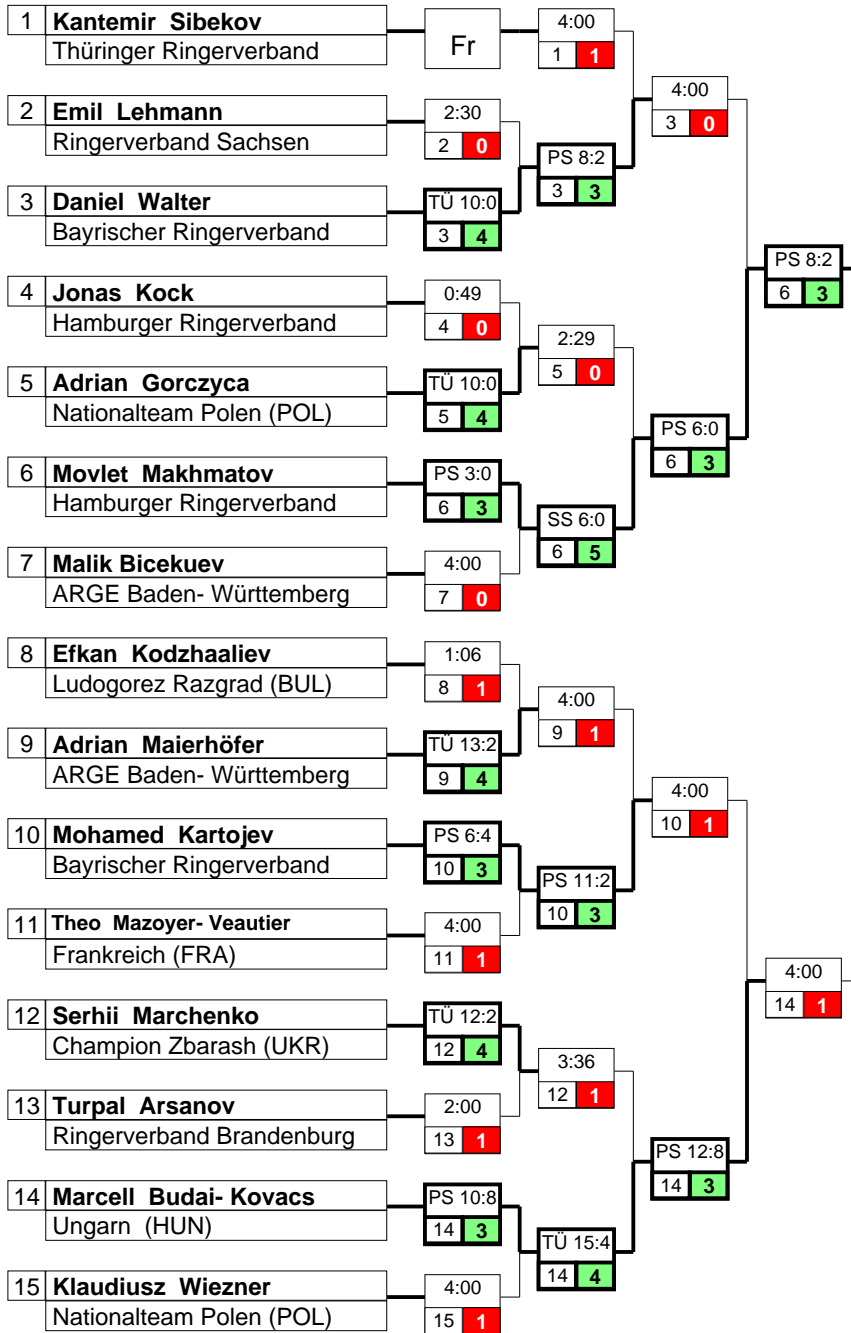 1 Kantemir Sibekov
Thüringer Ringerverband
Fr
4:00
1 1
2 Emil Lehmann
Ringerverband Sachsen
2:30
2 0
4:00
3 0
3 Daniel Walter
Bayrischer Ringerverband
TÜ 10:0
3 4
PS 8:2
3 3
4 Jonas Kock
Hamburger Ringerverband
0:49
4 0
PS 8:2
6 3
5 Adrian Gorczyca
Nationalteam Polen (POL)
TÜ 10:0
5 4
2:29
5 0
6 Movlet Makhmatov
Hamburger Ringerverband
PS 3:0
6 3
PS 6:0
6 3
7 Malik Bicekuev
ARGE Baden- Württemberg
4:00
7 0
SS 6:0
6 5
8 Efkan Kodzhaaliev
Ludogorez Razgrad (BUL)
1:06
8 1
4:00
9 1
9 Adrian Maierhöfer
ARGE Baden- Württemberg
TÜ 13:2
9 4
4:00
10 1
10 Mohamed Kartojev
Bayrischer Ringerverband
PS 6:4
10 3
PS 11:2
10 3
11 Theo Mazoyer- Veautier
Frankreich (FRA)
4:00
11 1
4:00
14 1
12 Serhii Marchenko
Champion Zbarash (UKR)
TÜ 12:2
12 4
3:36
12 1
13 Turpal Arsanov
Ringerverband Brandenburg
2:00
13 1
PS 12:8
14 3
14 Marcell Budai- Kovacs
Ungarn (HUN)
PS 10:8
14 3
TÜ 15:4
14 4
15 Klaudiusz Wiezner
Nationalteam Polen (POL)
4:00
15 1